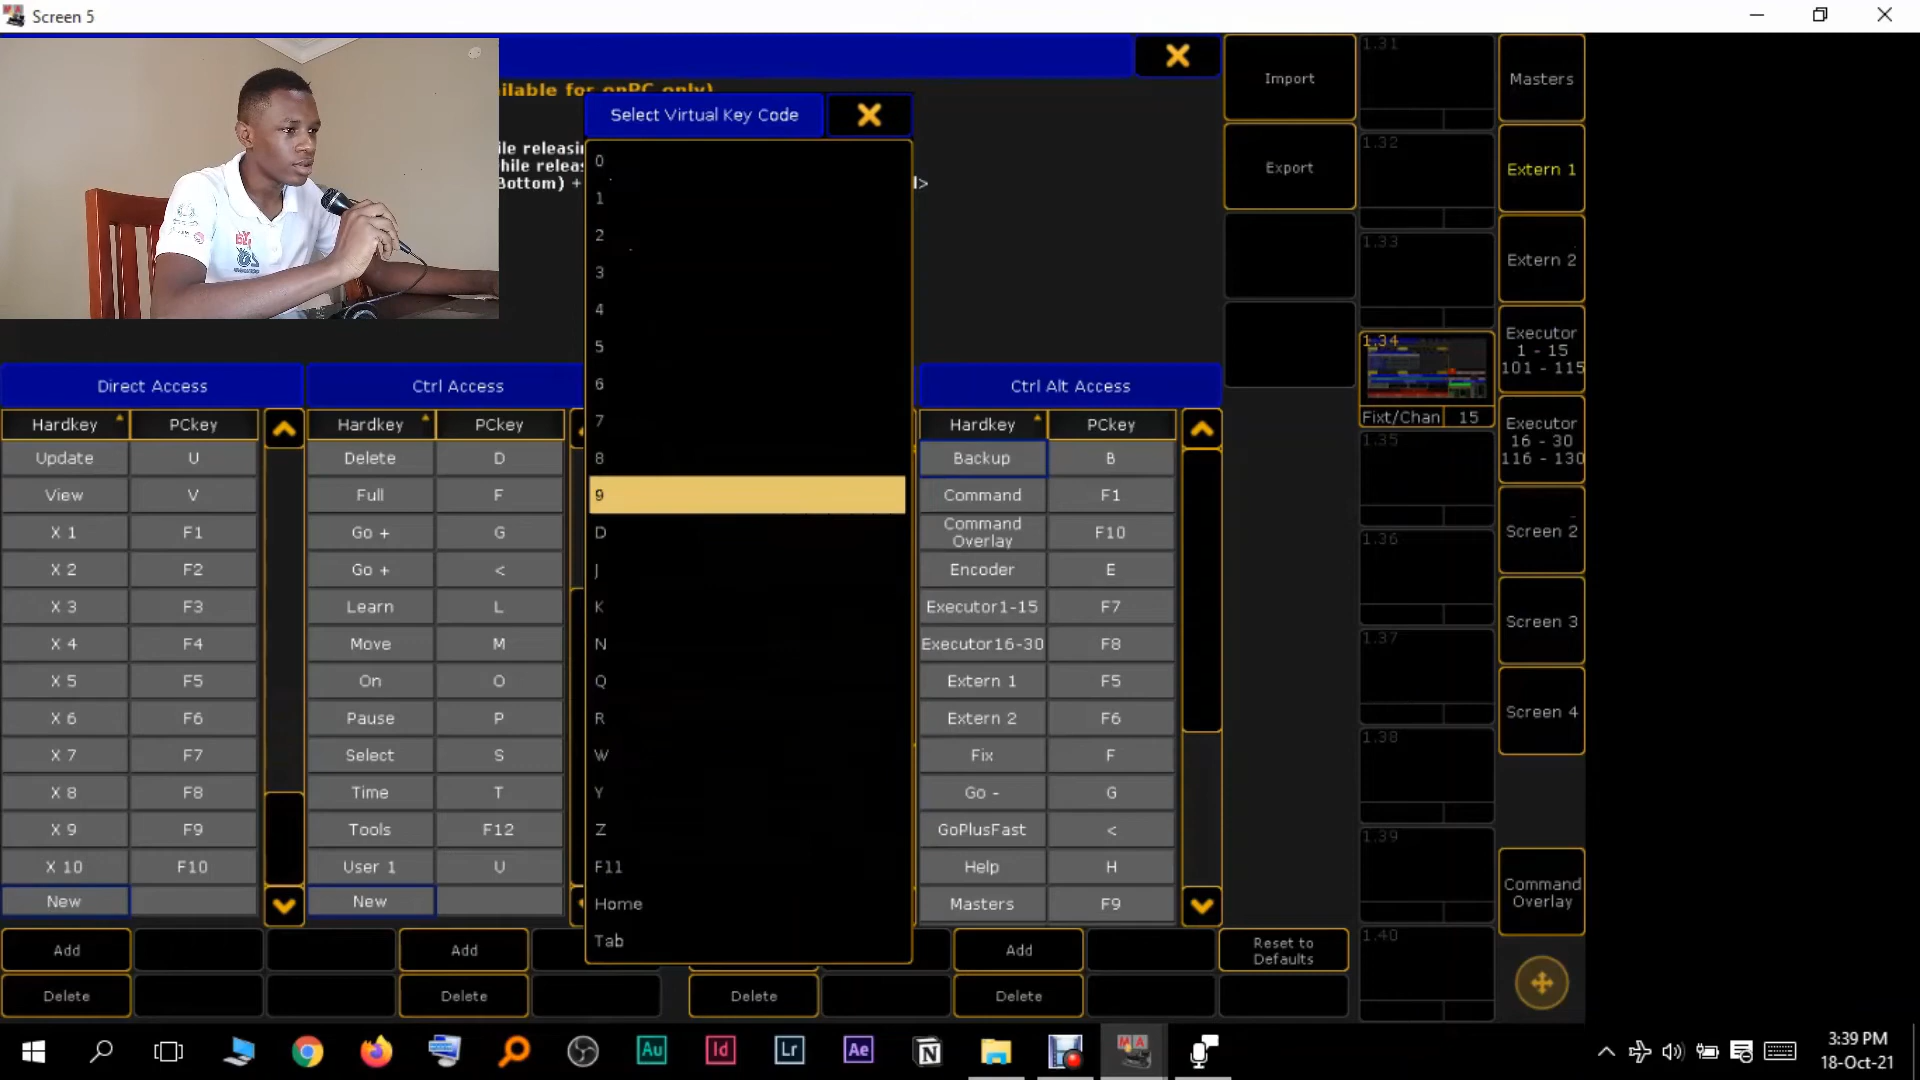 Screen 5
ilable for onPC only)
ile releasi
hile releas
Bottom) +
l>
Select Virtual Key Code
0
1
2
3
4
5
6
7
8
9
D
J
K
N
Q
R
W
Y
Z
F11
Home
Tab
Direct Access
Hardkey PCkey
Update U
View V
X 1 F1
X 2 F2
X 3 F3
X 4 F4
X 5 F5
X 6 F6
X 7 F7
X 8 F8
X 9 F9
X 10 F10
New
Add
Delete
Ctrl Access
Hardkey PCkey
Delete D
Full F
Go + G
Go + <
Learn L
Move M
On O
Pause P
Select S
Time T
Tools F12
User 1 U
New
Add
Delete
Delete
Ctrl Alt Access
Hardkey PCkey
Backup B
Command F1
Command
Overlay F10
Encoder E
Executor1-15 F7
Executor16-30 F8
Extern 1 F5
Extern 2 F6
Fix F
Go - G
GoPlusFast <
Help H
Masters F9
Add
Delete
Reset to
Defaults
Import
Export
1.31
1.32
1.33
1.34
Fixt/Chan 15
1.35
1.36
1.37
1.38
1.39
1.40
Masters
Extern 1
Extern 2
Executor
1 - 15
101 - 115
Executor
16 - 30
116 - 130
Screen 2
Screen 3
Screen 4
Command
Overlay
Au
Id
Lr
Ae
N
MA
3:39 PM
18-Oct-21